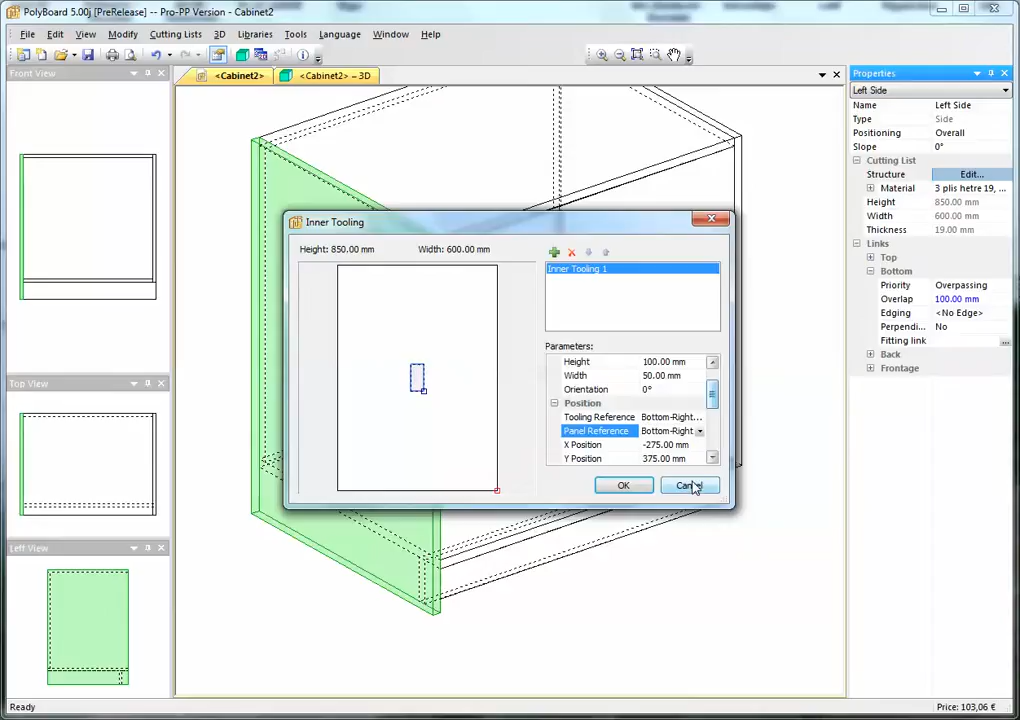 PolyBoard 5.00j [PreRelease] -- Pro-PP Version - Cabinet2
File Edit View Modify Cutting Lists 3D Libraries Tools Language Window Help
Front View
<Cabinet2>
<Cabinet2> – 3D
Properties
Left Side
Name Left Side
Type Side
Positioning Overall
Slope 0°
Cutting List
Structure Edit...
Material 3 plis hetre 19, ...
Height 850.00 mm
Width 600.00 mm
Thickness 19.00 mm
Links
Top
Bottom
Priority Overpassing
Overlap 100.00 mm
Edging <No Edge>
Perpendi... No
Fitting link ...
Back
Frontage
Inner Tooling
Height: 850.00 mm Width: 600.00 mm
Inner Tooling 1
Parameters:
Height 100.00 mm
Width 50.00 mm
Orientation 0°
Position
Tooling Reference Bottom-Right...
Panel Reference Bottom-Right
X Position -275.00 mm
Y Position 375.00 mm
OK Cancel
Top View
Left View
Ready
Price: 103,06 €